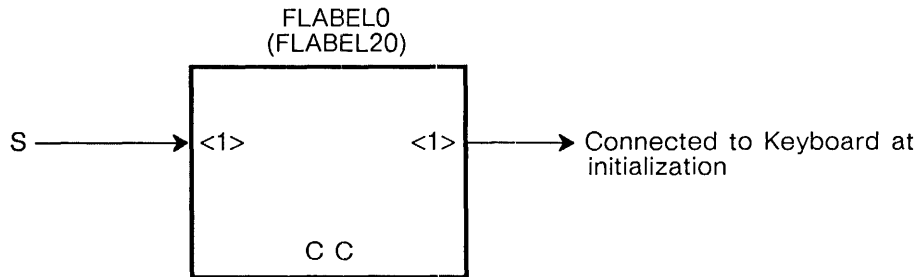 FLABEL0
(FLABEL20)
S <1> <1> Connected to Keyboard at
initialization
C C